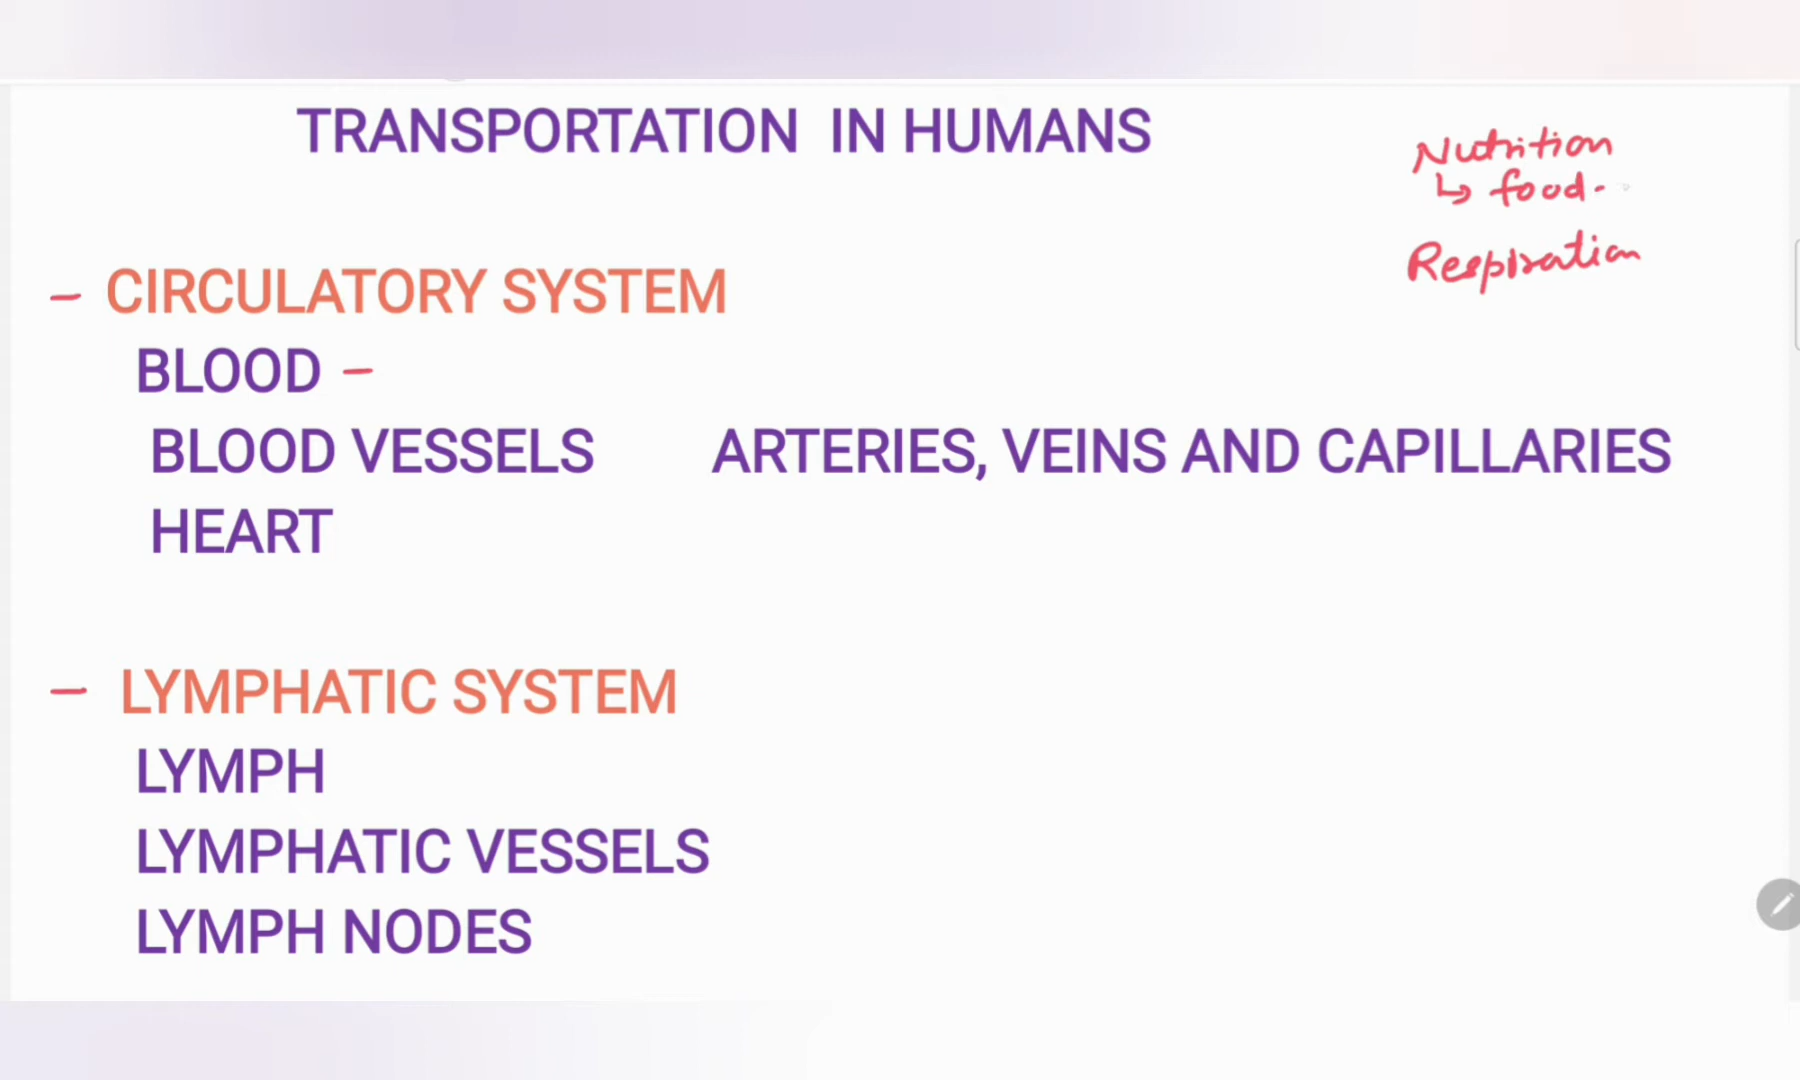 TRANSPORTATION IN HUMANS
Nutrition
↳ food.
Respiration
– CIRCULATORY SYSTEM
BLOOD –
BLOOD VESSELS ARTERIES, VEINS AND CAPILLARIES
HEART
– LYMPHATIC SYSTEM
LYMPH
LYMPHATIC VESSELS
LYMPH NODES